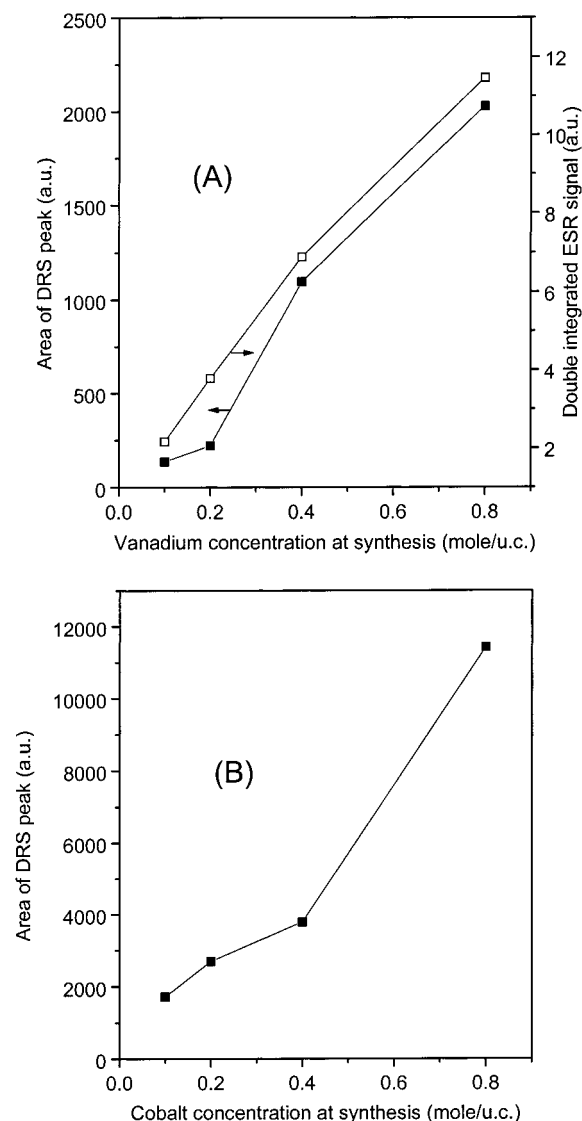 2500
2000
1500
1000
500
0
Area of DRS peak (a.u.)
(A)
12
10
8
6
4
2
Double integrated ESR signal (a.u.)
0.0 0.2 0.4 0.6 0.8
Vanadium concentration at synthesis (mole/u.c.)
12000
10000
8000
6000
4000
2000
0
Area of DRS peak (a.u.)
(B)
0.0 0.2 0.4 0.6 0.8
Cobalt concentration at synthesis (mole/u.c.)